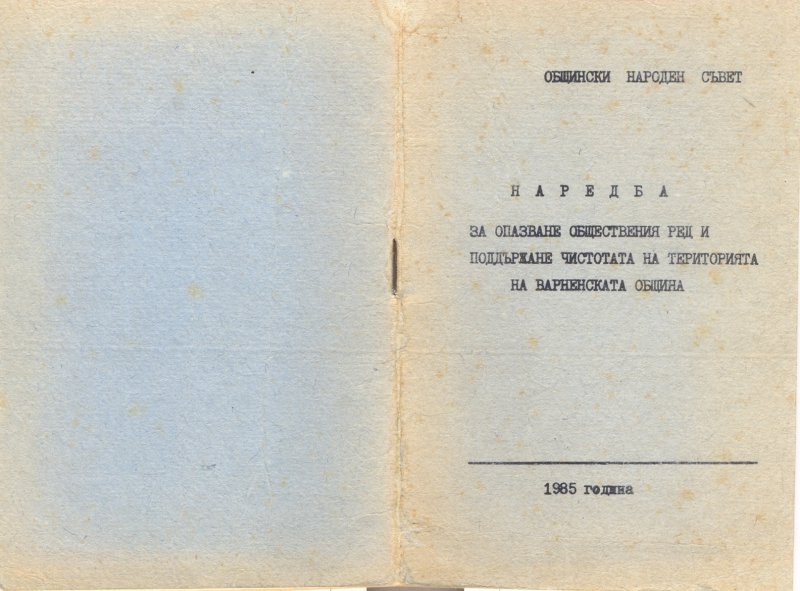 ОБЩИНСКИ НАРОДЕН СЪВЕТ
Н А Р Е Д Б А
ЗА ОПАЗВАНЕ ОБЩЕСТВЕНИЯ РЕД И
ПОДДЪРЖАНЕ ЧИСТОТАТА НА ТЕРИТОРИЯТА
НА ВАРНЕНСКАТА ОБЩИНА
1985 година